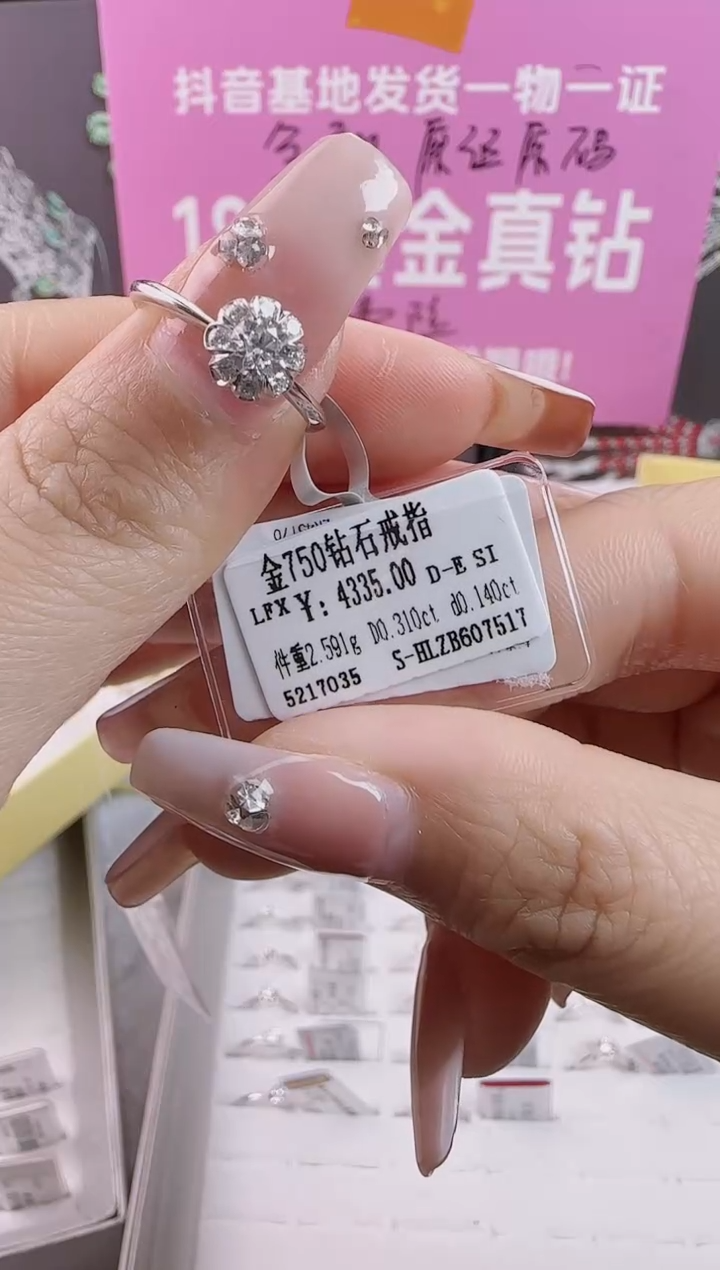 抖音基地发货一物一证
原证原码
金真钻
金750钻石戒指
LFX ¥: 4335.00 D-E SI
件重2.591g D0.310ct d0.140ct
5217035 S-HLZB607517